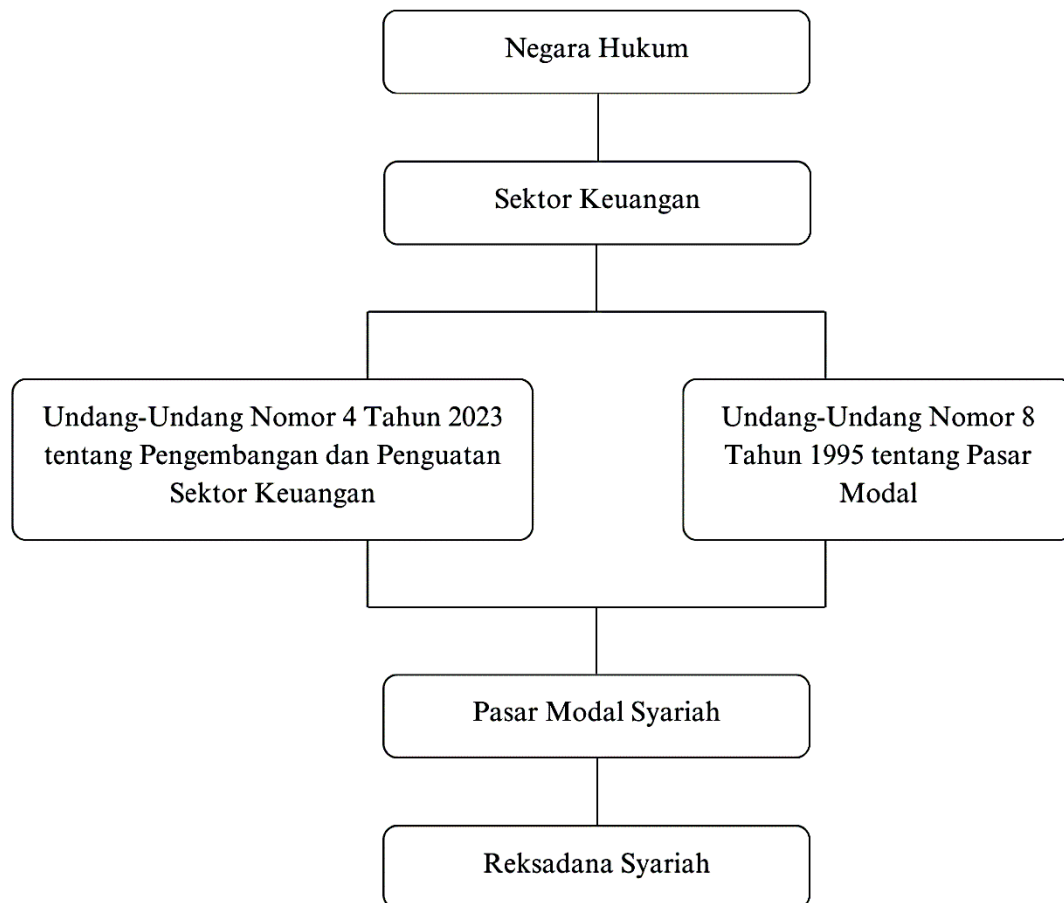 Negara Hukum
Sektor Keuangan
Undang-Undang Nomor 4 Tahun 2023
tentang Pengembangan dan Penguatan
Sektor Keuangan
Undang-Undang Nomor 8
Tahun 1995 tentang Pasar
Modal
Pasar Modal Syariah
Reksadana Syariah